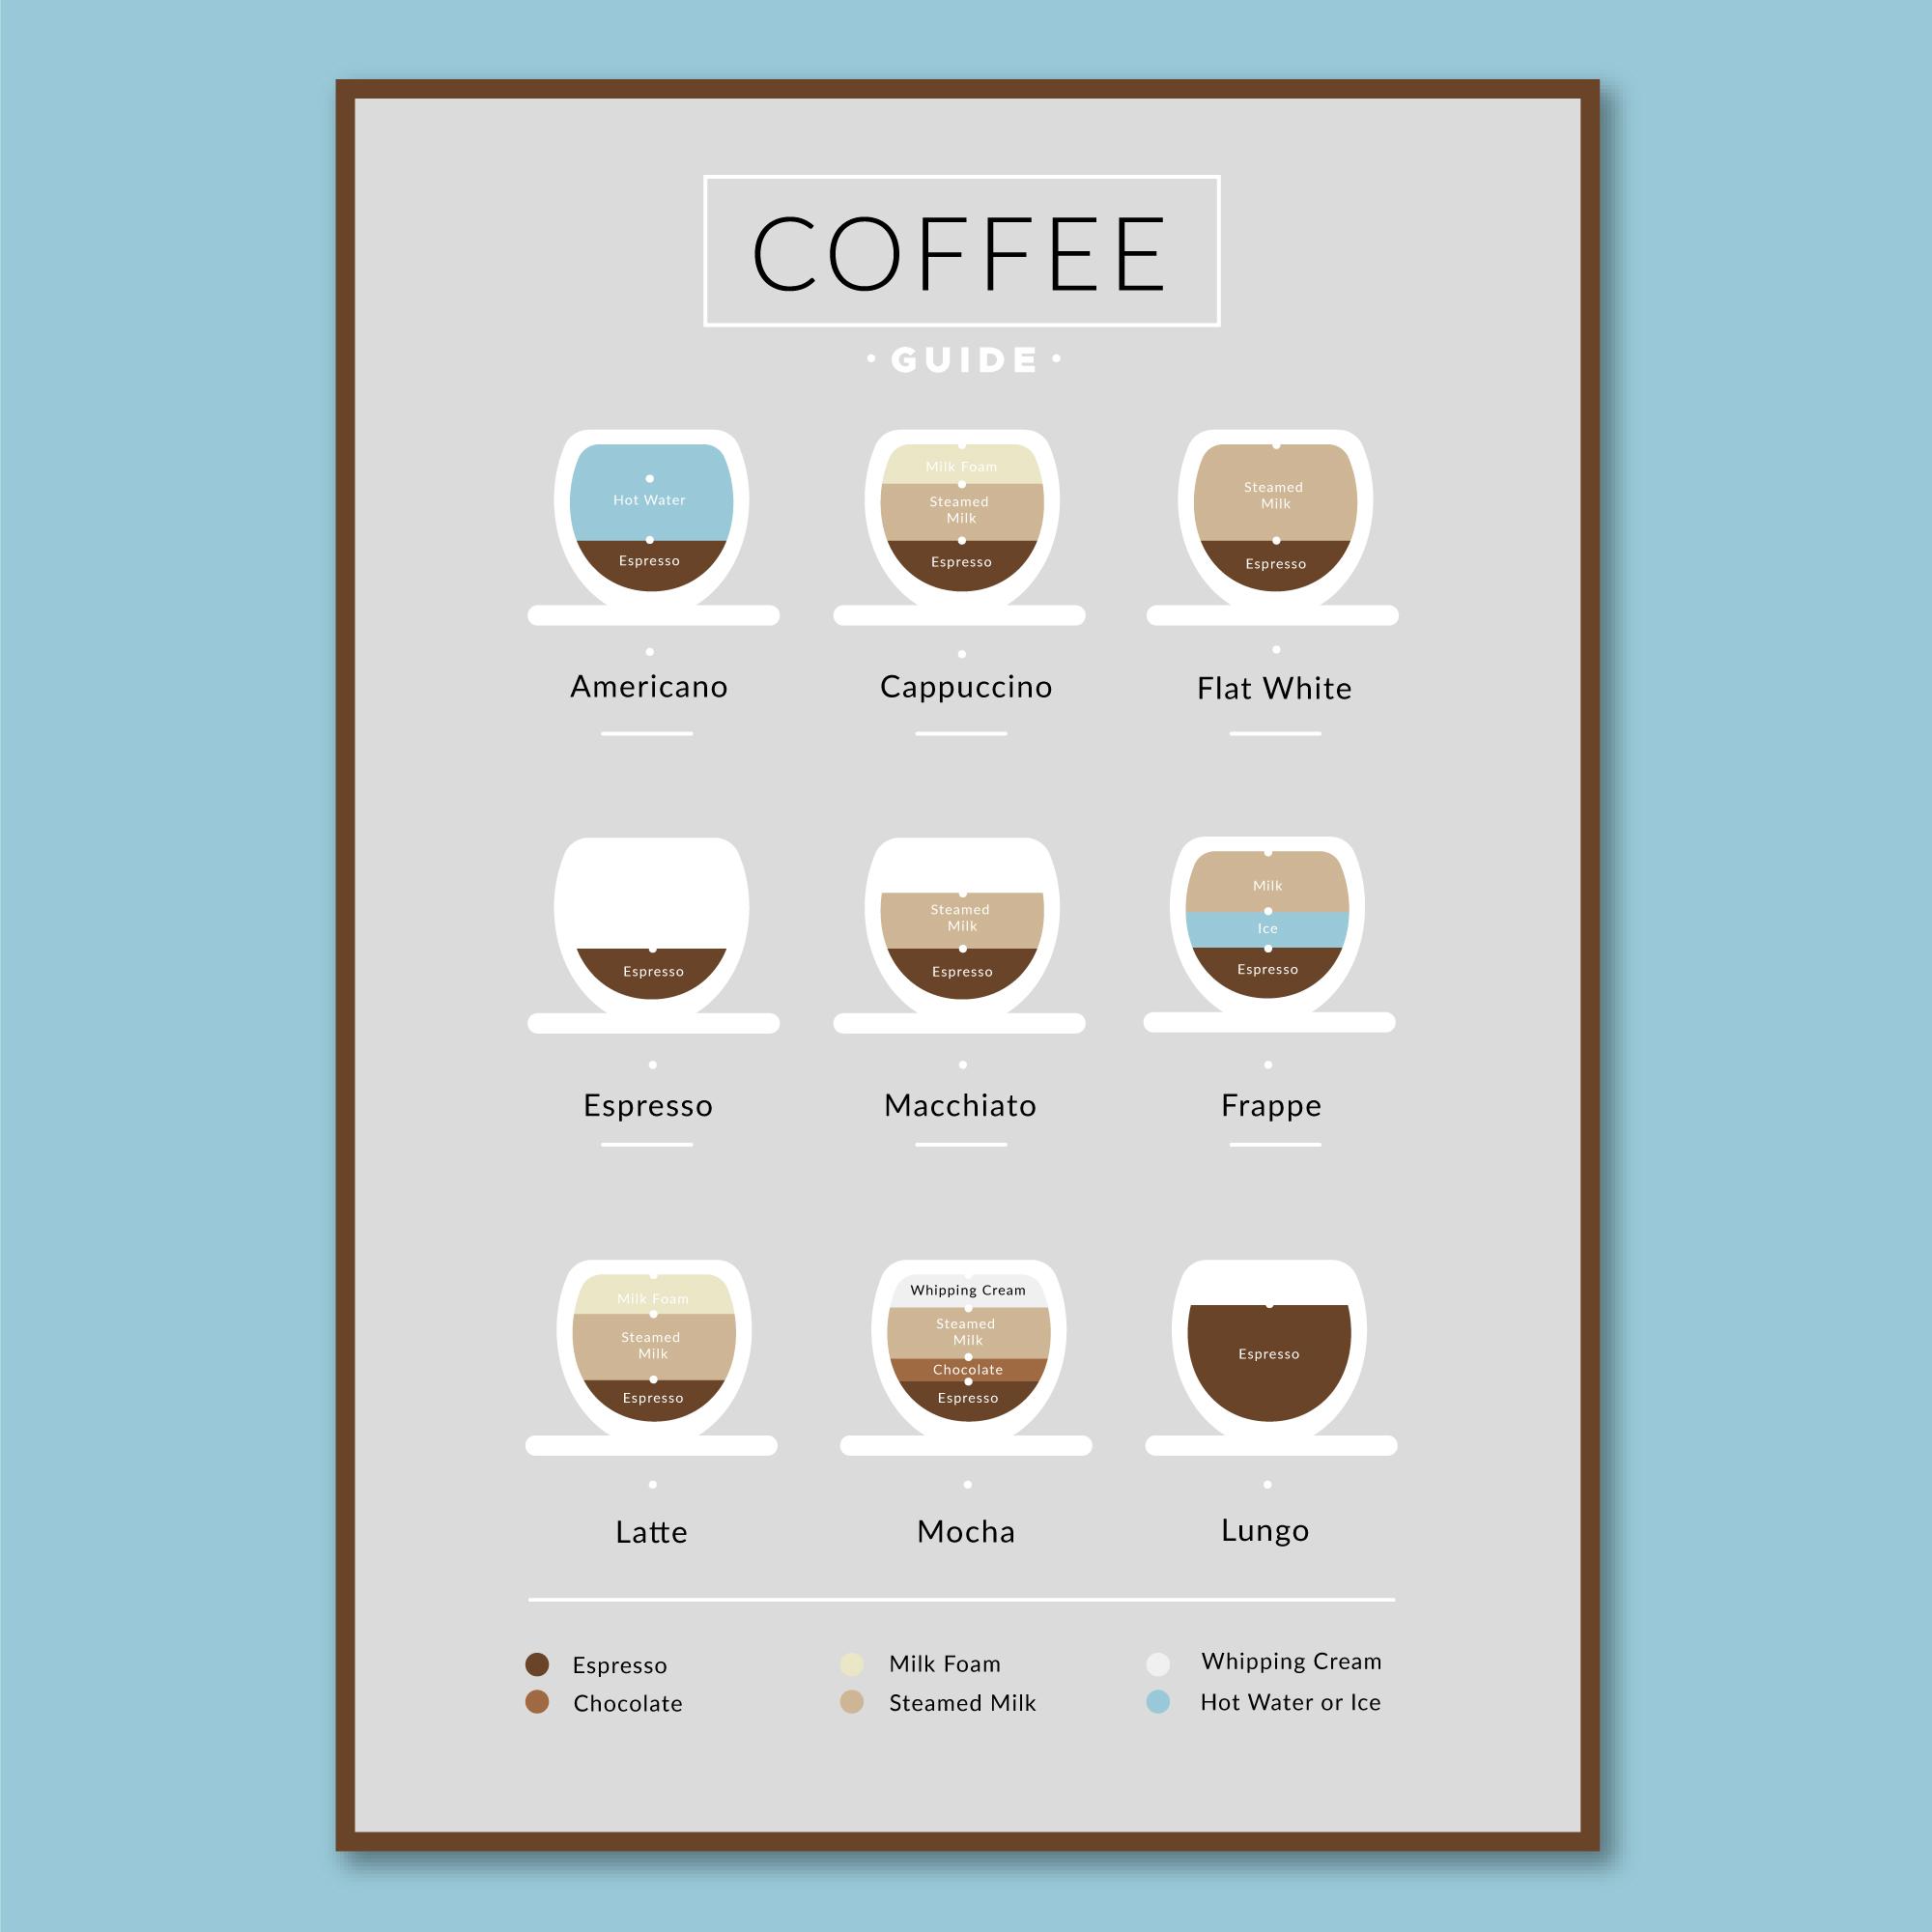 COFFEE
• GUIDE •
Hot Water
Espresso
Americano
Milk Foam
Steamed
Milk
Espresso
Cappuccino
Steamed
Milk
Espresso
Flat White
Espresso
Espresso
Steamed
Milk
Espresso
Macchiato
Milk
Ice
Espresso
Frappe
Milk Foam
Steamed
Milk
Espresso
Latte
Whipping Cream
Steamed
Milk
Chocolate
Espresso
Mocha
Espresso
Lungo
Espresso
Chocolate
Milk Foam
Steamed Milk
Whipping Cream
Hot Water or Ice